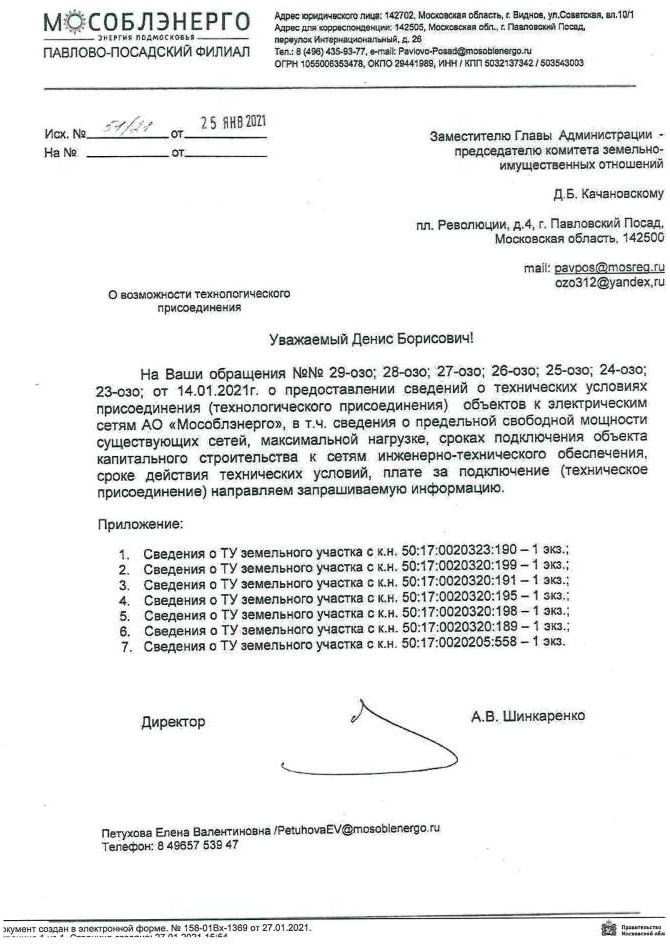 МОСОБЛЭНЕРГО
ЭНЕРГИЯ ПОДМОСКОВЬЯ
ПАВЛОВО-ПОСАДСКИЙ ФИЛИАЛ
Адрес юридического лица: 142702, Московская область, г. Видное, ул.Советская, вл.10/1
Адрес для корреспонденции: 142505, Московская обл., г. Павловский Посад,
переулок Интернациональный, д. 26
Тел.: 8 (496) 435-93-77, e-mail: Pavlovo-Posad@mosoblenergo.ru
ОГРН 1055006353478, ОКПО 29441989, ИНН / КПП 5032137342 / 503543003
Исх. № 51/21 от 25 ЯНВ 2021
На № от
Заместителю Главы Администрации -
председателю комитета земельно-
имущественных отношений
Д.Б. Качановскому
пл. Революции, д.4, г. Павловский Посад,
Московская область, 142500
mail: pavpos@mosreg.ru
ozo312@yandex,ru
О возможности технологического
присоединения
Уважаемый Денис Борисович!
На Ваши обращения №№ 29-озо; 28-озо; 27-озо; 26-озо; 25-озо; 24-озо;
23-озо; от 14.01.2021г. о предоставлении сведений о технических условиях
присоединения (технологического присоединения) объектов к электрическим
сетям АО «Мособлэнерго», в т.ч. сведения о предельной свободной мощности
существующих сетей, максимальной нагрузке, сроках подключения объекта
капитального строительства к сетям инженерно-технического обеспечения,
сроке действия технических условий, плате за подключение (техническое
присоединение) направляем запрашиваемую информацию.
Приложение:
1. Сведения о ТУ земельного участка с к.н. 50:17:0020323:190 – 1 экз.;
2. Сведения о ТУ земельного участка с к.н. 50:17:0020320:199 – 1 экз.;
3. Сведения о ТУ земельного участка с к.н. 50:17:0020320:191 – 1 экз.;
4. Сведения о ТУ земельного участка с к.н. 50:17:0020320:195 – 1 экз.;
5. Сведения о ТУ земельного участка с к.н. 50:17:0020320:198 – 1 экз.;
6. Сведения о ТУ земельного участка с к.н. 50:17:0020320:189 – 1 экз.;
7. Сведения о ТУ земельного участка с к.н. 50:17:0020205:558 – 1 экз.
Директор А.В. Шинкаренко
Петухова Елена Валентиновна /PetuhovaEV@mosoblenergo.ru
Телефон: 8 49657 539 47
окумент создан в электронной форме. № 158-01Вх-1369 от 27.01.2021.
Правительство
Московской обл